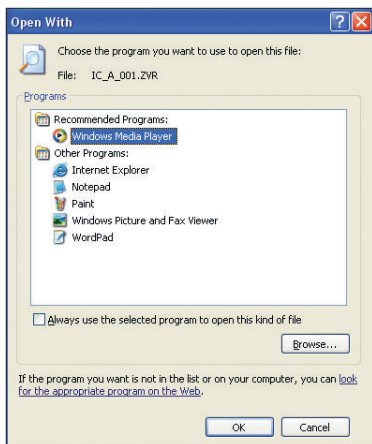 Open With
Choose the program you want to use to open this file:
File: IC_A_001.ZVR
Programs
Recommended Programs:
Windows Media Player
Other Programs:
Internet Explorer
Notepad
Paint
Windows Picture and Fax Viewer
WordPad
Always use the selected program to open this kind of file
Browse...
If the program you want is not in the list or on your computer, you can look
for the appropriate program on the Web.
OK Cancel